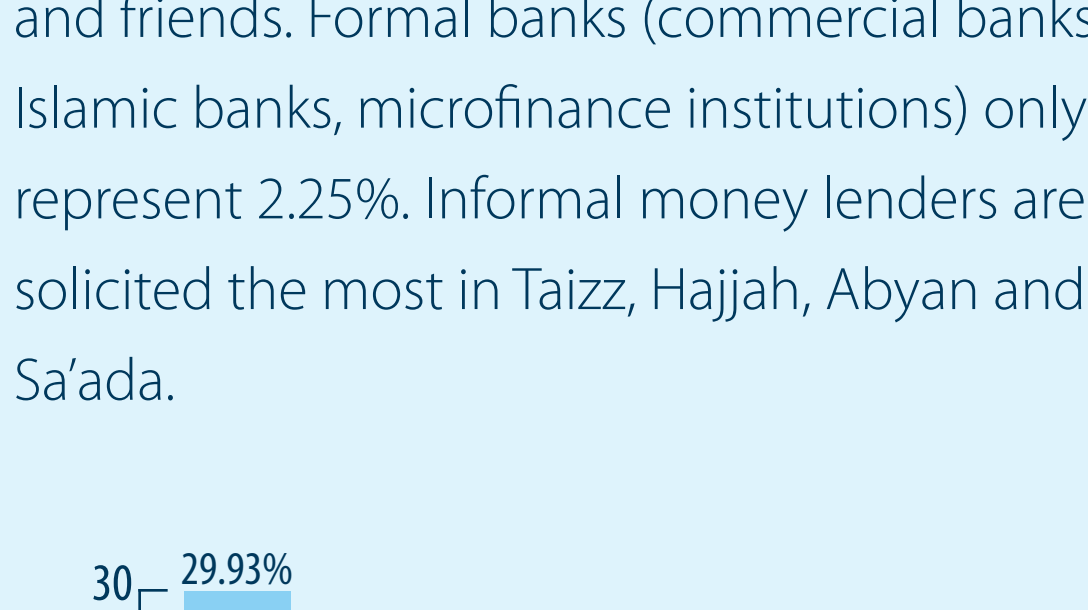 and friends. Formal banks (commercial banks
Islamic banks, microfinance institutions) only
represent 2.25%. Informal money lenders are
solicited the most in Taizz, Hajjah, Abyan and
Sa’ada.
29.93%
30